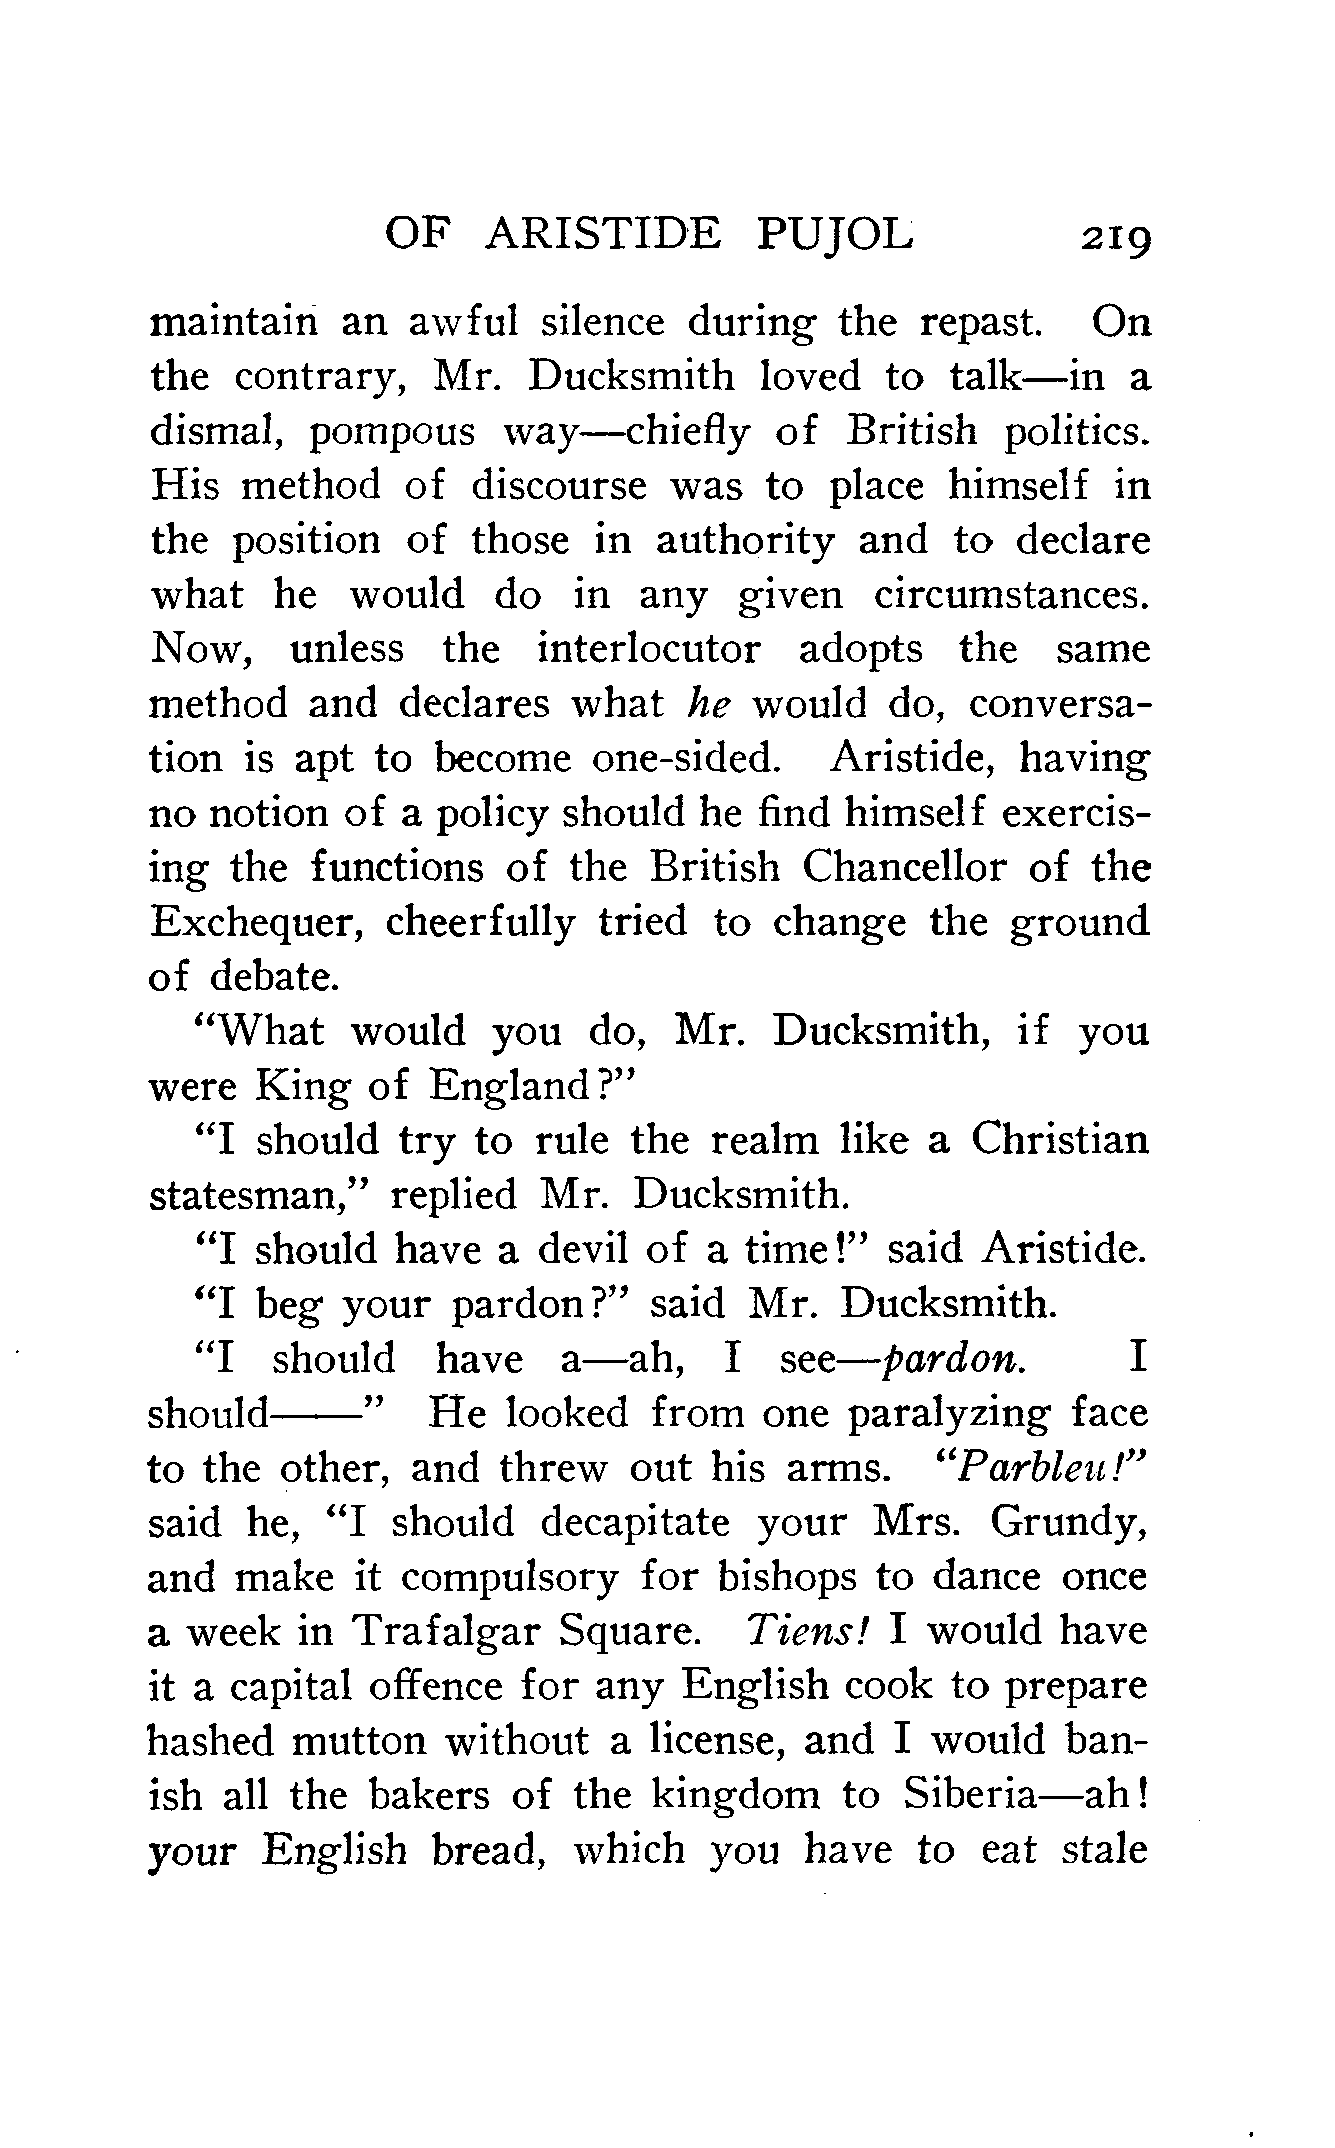 OF ARISTIDE PUJOL 219
maintain an awful silence during the repast. On
the contrary, Mr. Ducksmith loved to talk—in a
dismal, pompous way—chiefly of British politics.
His method of discourse was to place himself in
the position of those in authority and to declare
what he would do in any given circumstances.
Now, unless the interlocutor adopts the same
method and declares what he would do, conversa-
tion is apt to become one-sided. Aristide, having
no notion of a policy should he find himself exercis-
ing the functions of the British Chancellor of the
Exchequer, cheerfully tried to change the ground
of debate.
"What would you do, Mr. Ducksmith, if you
were King of England?"
"I should try to rule the realm like a Christian
statesman," replied Mr. Ducksmith.
"I should have a devil of a time!" said Aristide.
"I beg your pardon?" said Mr. Ducksmith.
"I should have a—ah, I see—pardon. I
should——" He looked from one paralyzing face
to the other, and threw out his arms. "Parbleu!"
said he, "I should decapitate your Mrs. Grundy,
and make it compulsory for bishops to dance once
a week in Trafalgar Square. Tiens! I would have
it a capital offence for any English cook to prepare
hashed mutton without a license, and I would ban-
ish all the bakers of the kingdom to Siberia—ah!
your English bread, which you have to eat stale